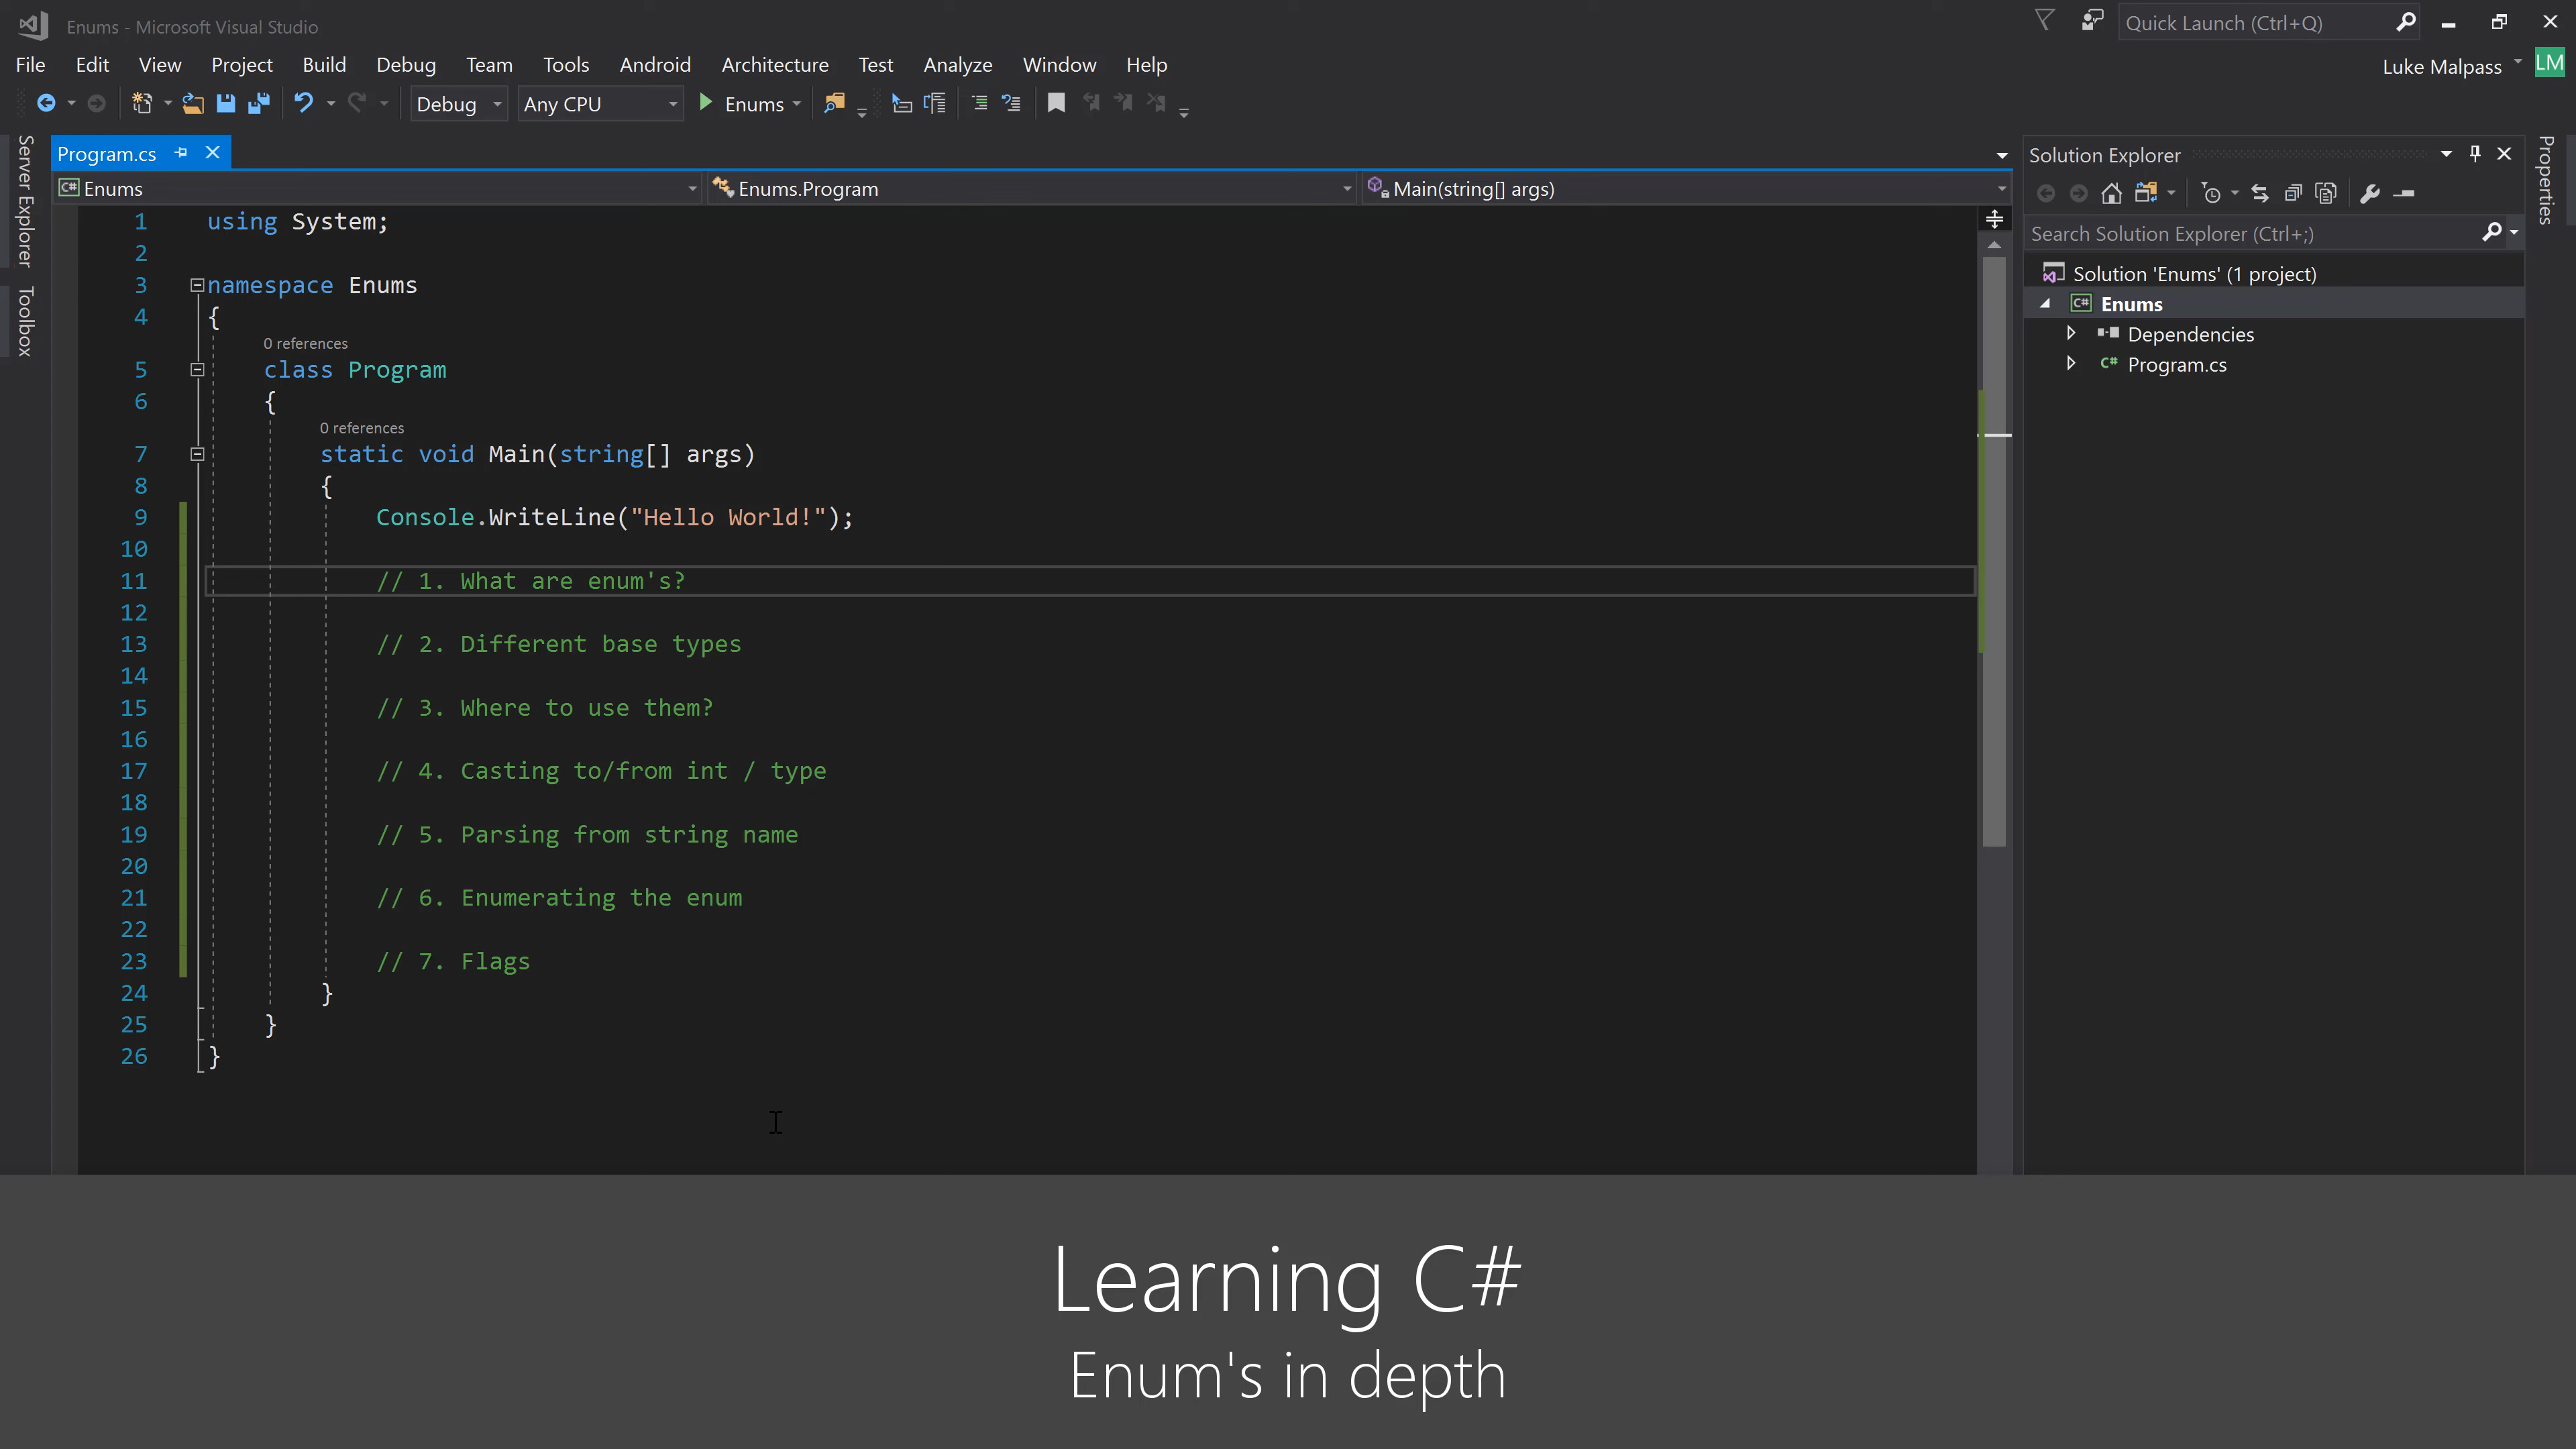 Enums - Microsoft Visual Studio
Quick Launch (Ctrl+Q)
File Edit View Project Build Debug Team Tools Android Architecture Test Analyze Window Help
Luke Malpass LM
Debug Any CPU Enums
Server Explorer
Toolbox
Program.cs
C# Enums Enums.Program Main(string[] args)
1 using System;
2
3 namespace Enums
4 {
0 references
5 class Program
6 {
0 references
7 static void Main(string[] args)
8 {
9 Console.WriteLine("Hello World!");
10
11 // 1. What are enum's?
12
13 // 2. Different base types
14
15 // 3. Where to use them?
16
17 // 4. Casting to/from int / type
18
19 // 5. Parsing from string name
20
21 // 6. Enumerating the enum
22
23 // 7. Flags
24 }
25 }
26 }
Solution Explorer
Search Solution Explorer (Ctrl+;)
Solution 'Enums' (1 project)
C# Enums
Dependencies
C# Program.cs
Properties
Learning C#
Enum's in depth